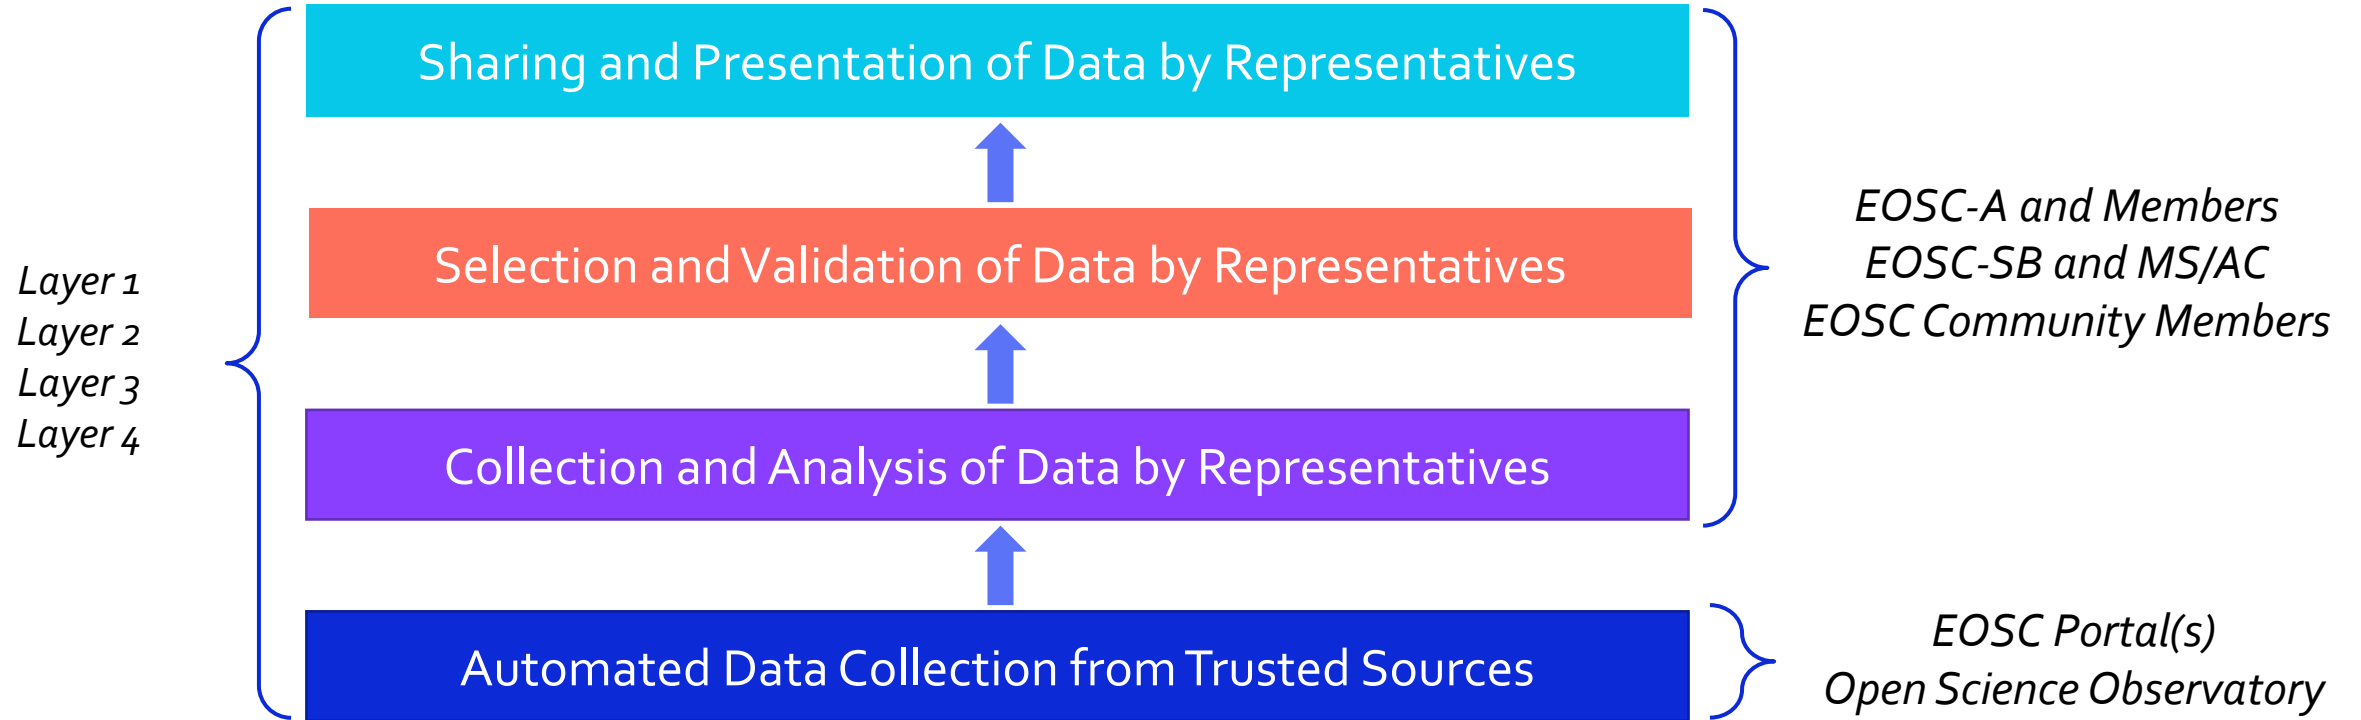 Sharing and Presentation of Data by Representatives
Selection and Validation of Data by Representatives
Collection and Analysis of Data by Representatives
Automated Data Collection from Trusted Sources
Layer 1
Layer 2
Layer 3
Layer 4
EOSC-A and Members
EOSC-SB and MS/AC
EOSC Community Members
EOSC Portal(s)
Open Science Observatory